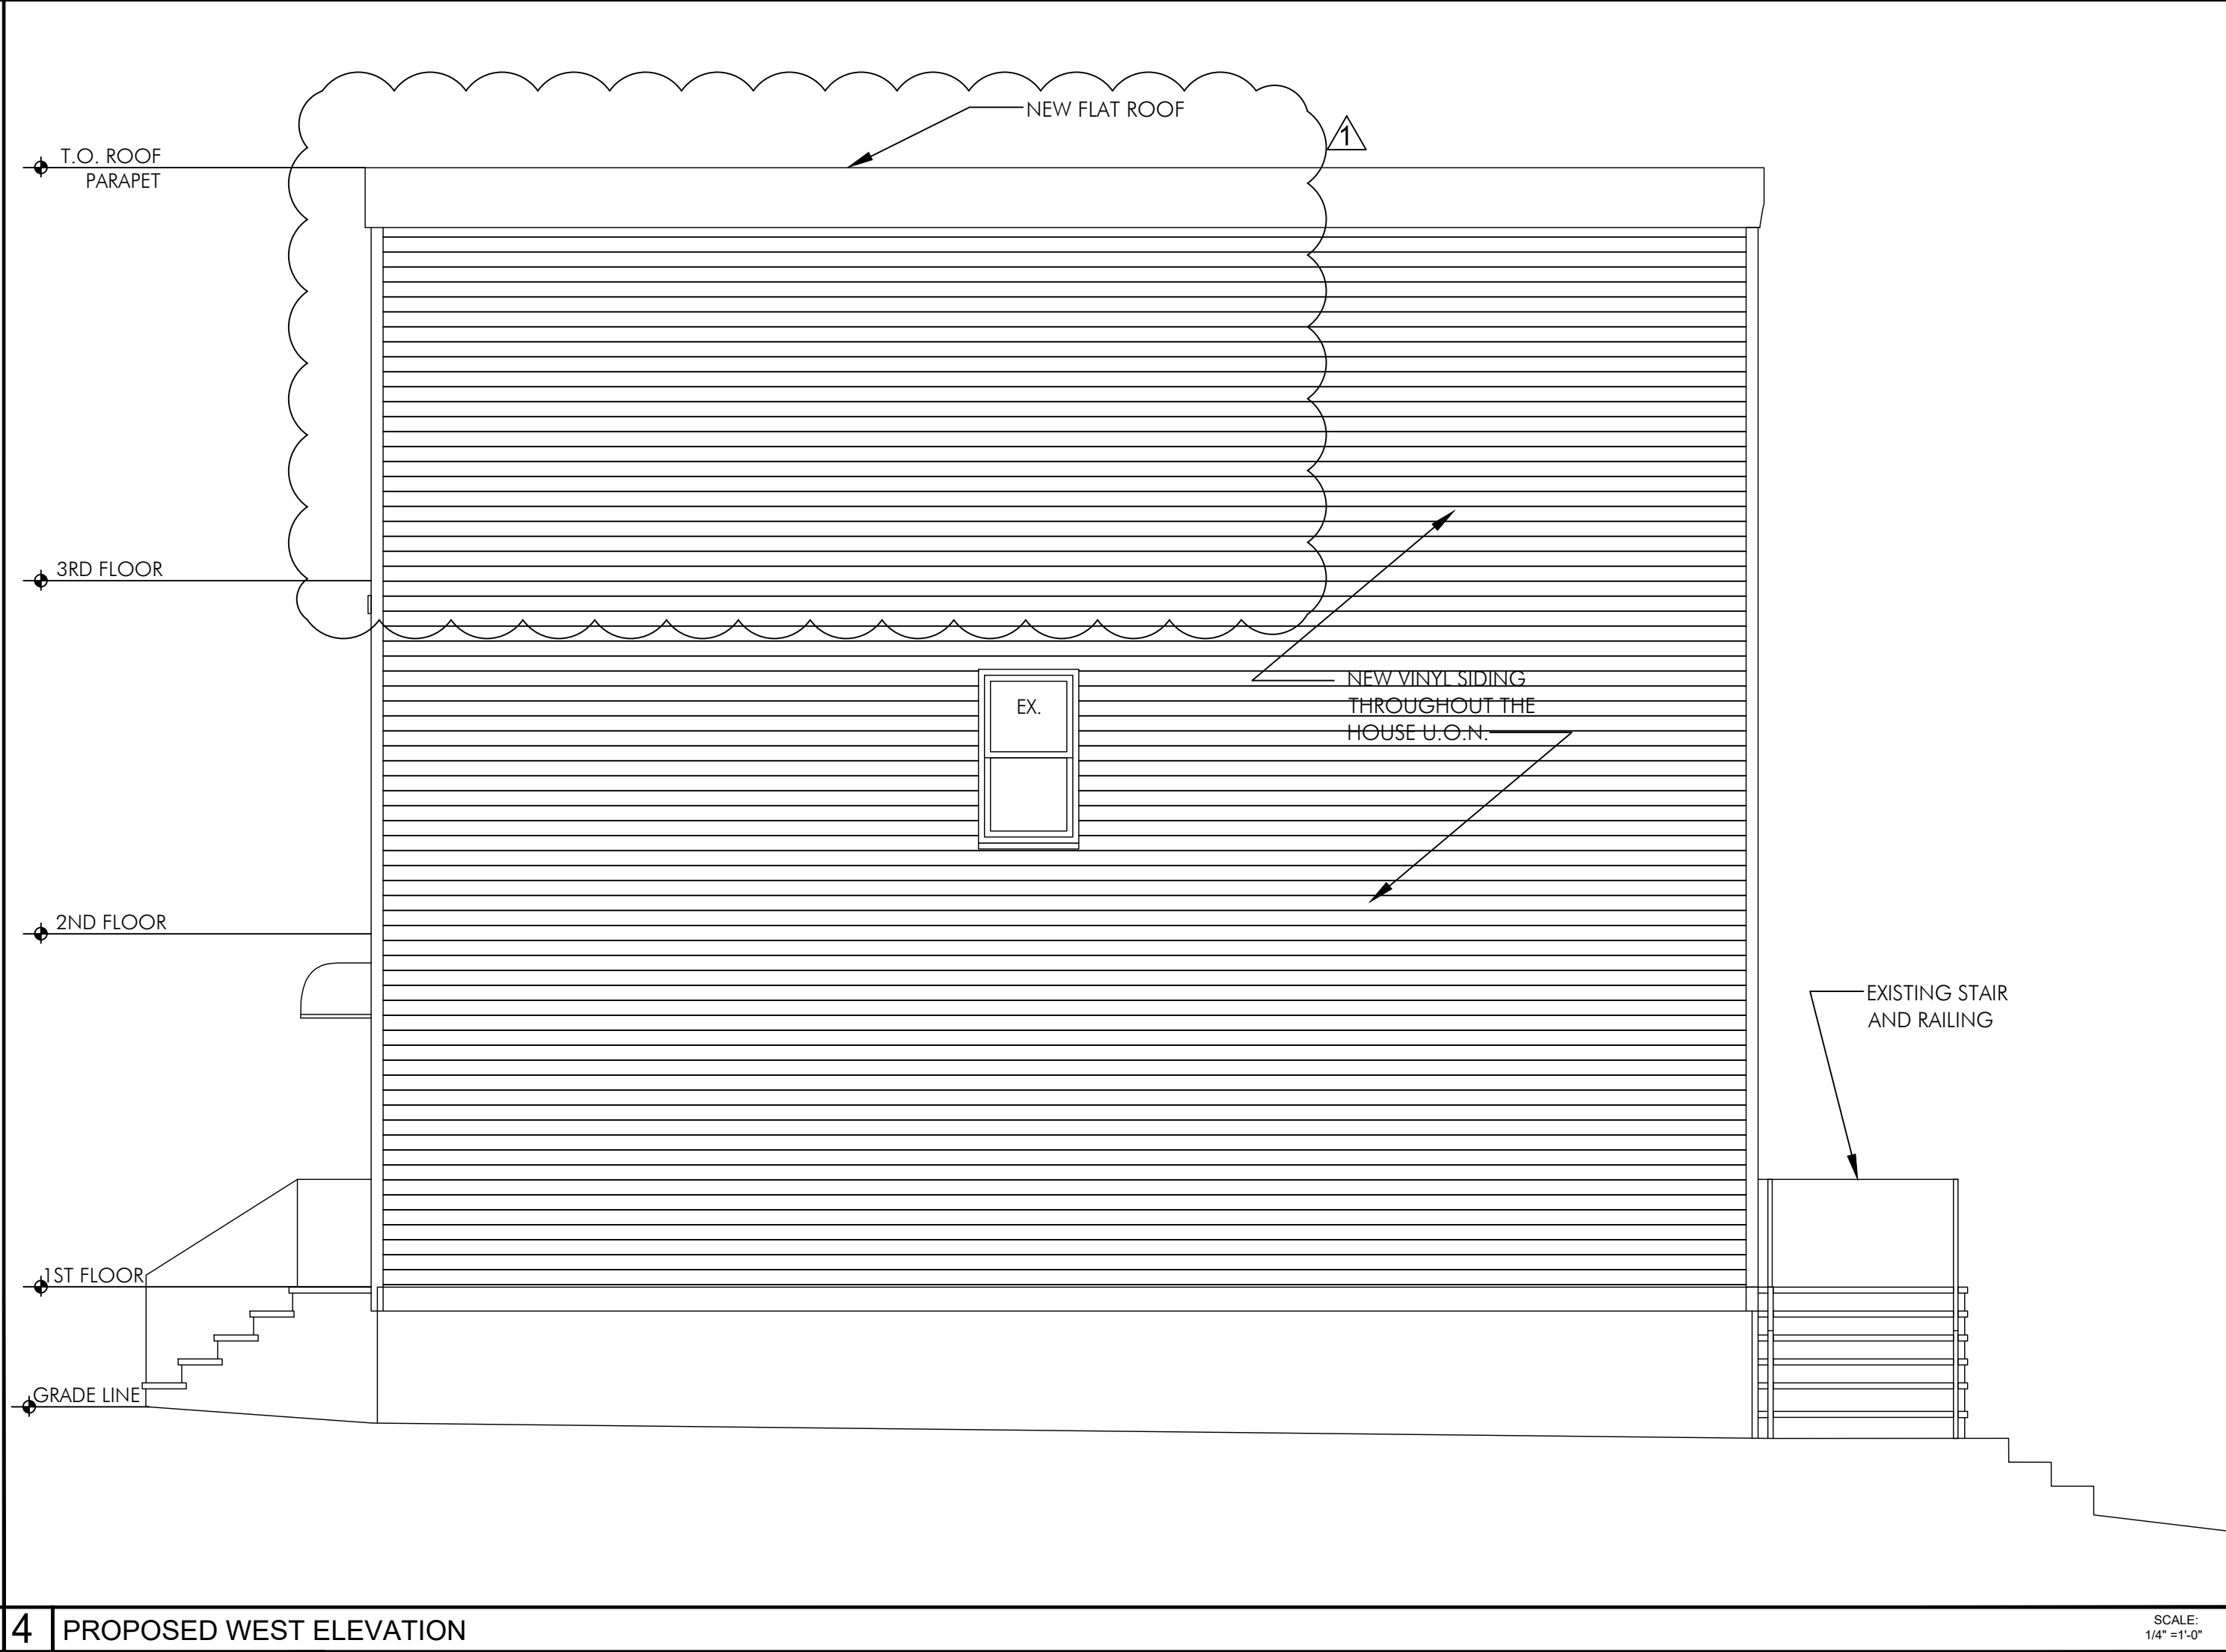 NEW FLAT ROOF
1
T.O. ROOF
PARAPET
3RD FLOOR
NEW VINYL SIDING
THROUGHOUT THE
HOUSE U.O.N.
EX.
2ND FLOOR
EXISTING STAIR
AND RAILING
1ST FLOOR
GRADE LINE
4 PROPOSED WEST ELEVATION
SCALE:
1/4" =1'-0"